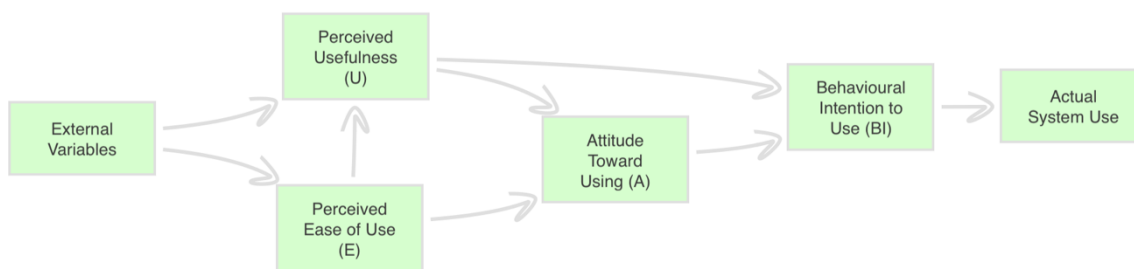 External
Variables
Perceived
Usefulness
(U)
Perceived
Ease of Use
(E)
Attitude
Toward
Using (A)
Behavioural
Intention to
Use (BI)
Actual
System Use